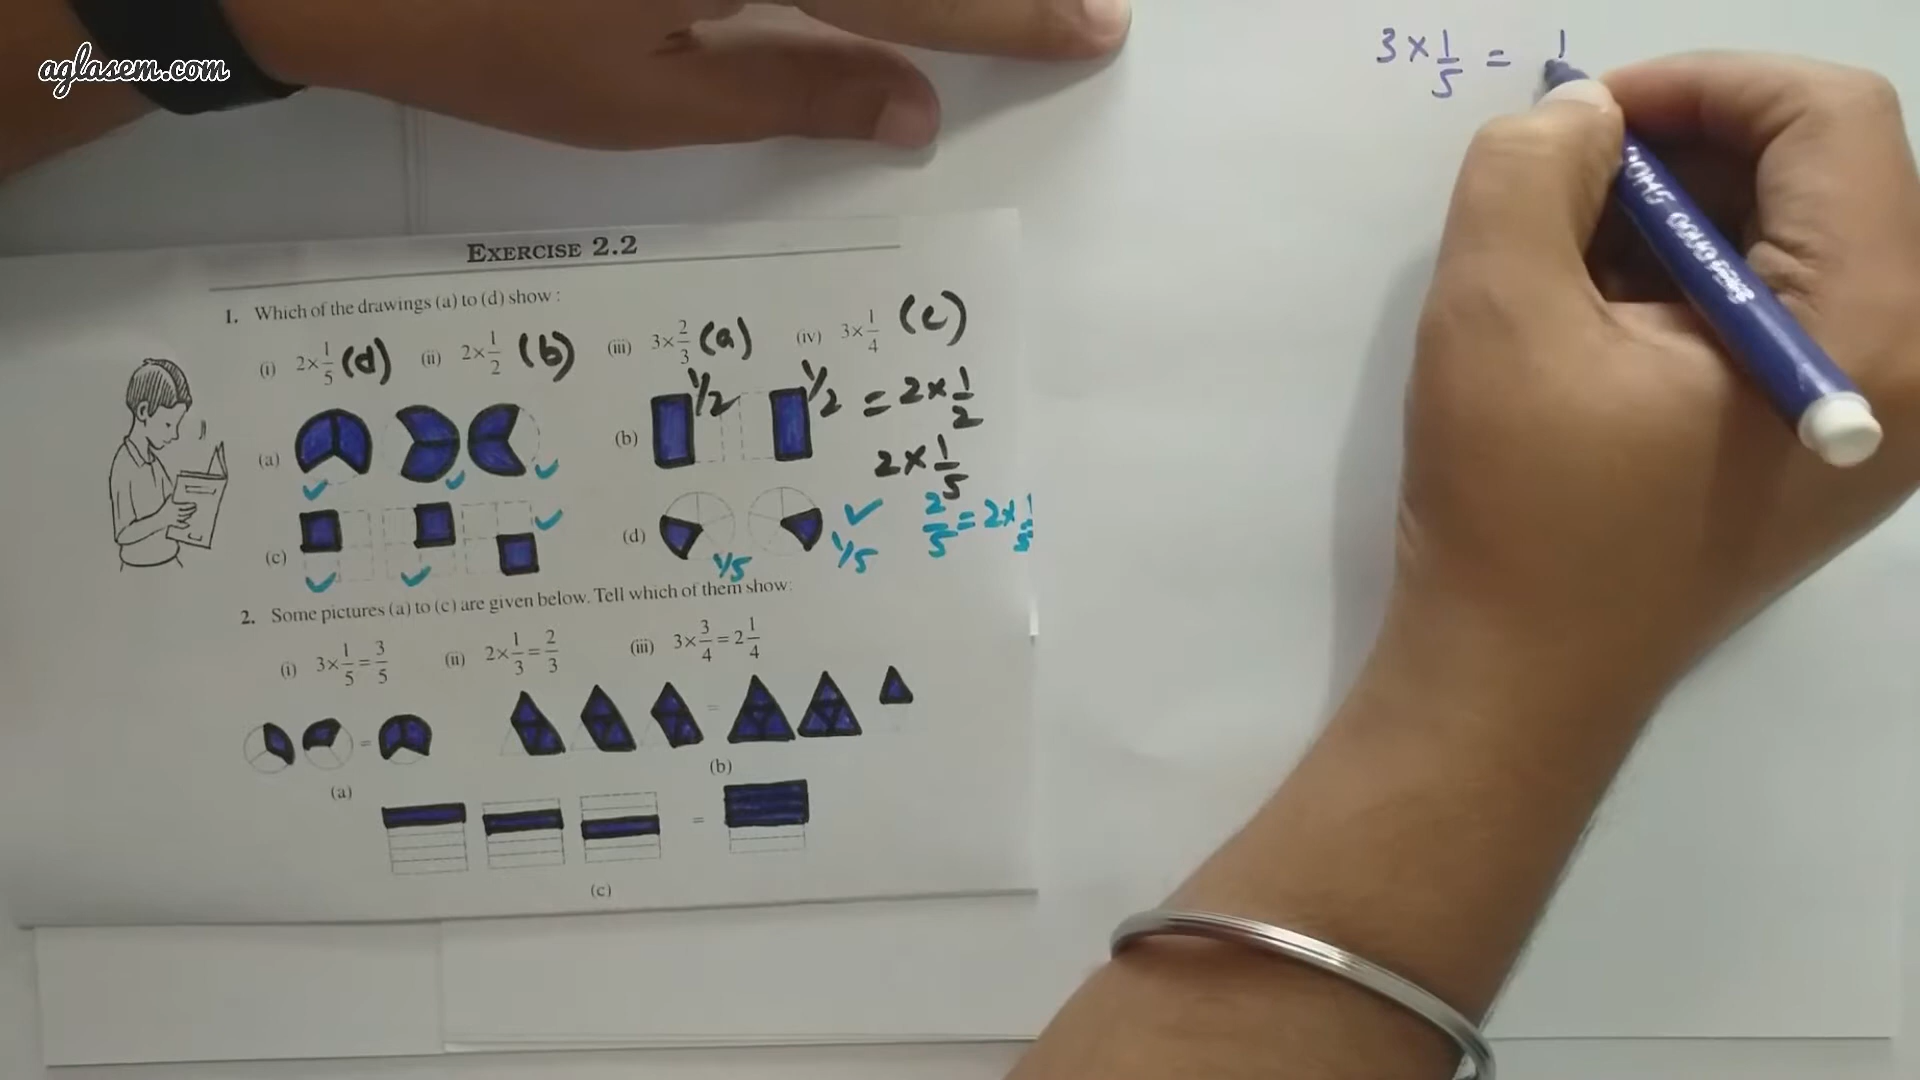 aglasem.com
3 × 1/5 = 1
DOMS
EXERCISE 2.2
1. Which of the drawings (a) to (d) show :
(i) 2×1/5 (d) (ii) 2×1/2 (b) (iii) 3×2/3 (a) (iv) 3×1/4 (c)
(a) (b) 1/2 1/2 = 2×1/2
2×1/5
(c) (d) 1/5 1/5 2/5 = 2×1/5
2. Some pictures (a) to (c) are given below. Tell which of them show:
(i) 3×1/5=3/5 (ii) 2×1/3=2/3 (iii) 3×3/4=2 1/4
= =
(a) (b)
=
(c)